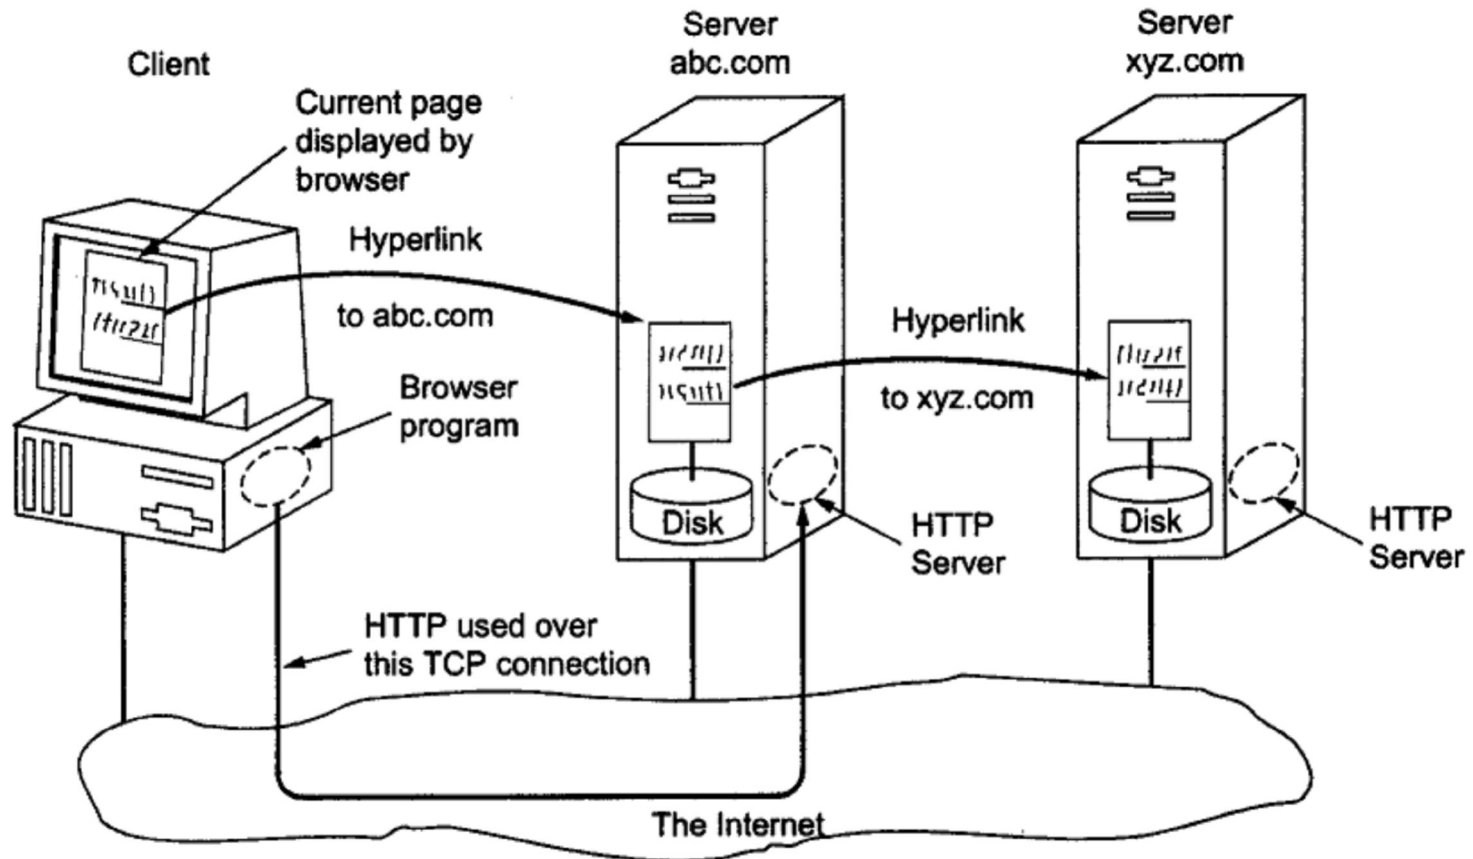 Client
Server
abc.com
Server
xyz.com
Current page
displayed by
browser
Hyperlink
to abc.com
Hyperlink
to xyz.com
Browser
program
Disk
HTTP
Server
Disk
HTTP
Server
HTTP used over
this TCP connection
The Internet